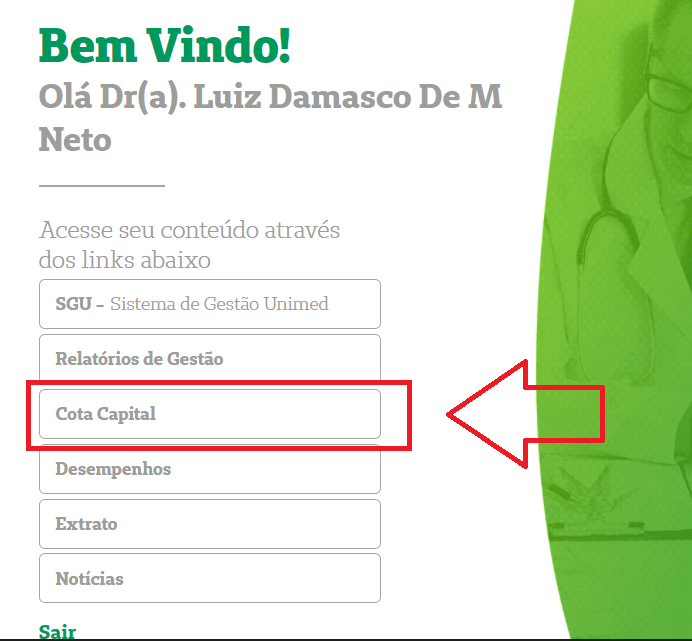 Bem Vindo!
Olá Dr(a). Luiz Damasco De M
Neto
Acesse seu conteúdo através
dos links abaixo
SGU – Sistema de Gestão Unimed
Relatórios de Gestão
Cota Capital
Desempenhos
Extrato
Notícias
Sair